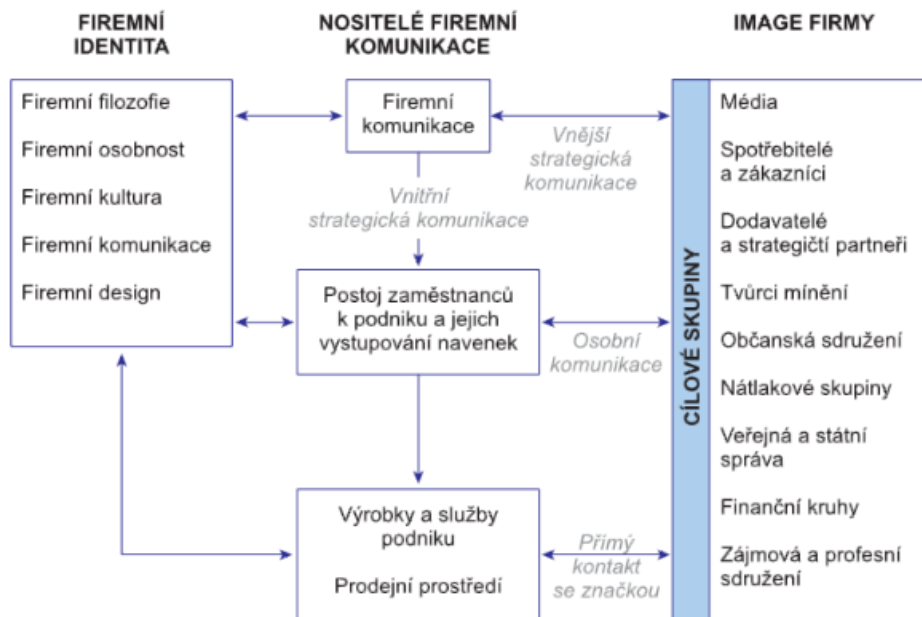 FIREMNÍ
IDENTITA
NOSITELÉ FIREMNÍ
KOMUNIKACE
IMAGE FIRMY
Firemní filozofie
Firemní osobnost
Firemní kultura
Firemní komunikace
Firemní design
Firemní
komunikace
Vnitřní
strategická komunikace
Postoj zaměstnanců
k podniku a jejich
vystupování navenek
Výrobky a služby
podniku
Prodejní prostředí
Vnější
strategická
komunikace
Osobní
komunikace
Přímý
kontakt
se značkou
CÍLOVÉ SKUPINY
Média
Spotřebitelé
a zákazníci
Dodavatelé
a strategičtí partneři
Tvůrci mínění
Občanská sdružení
Nátlakové skupiny
Veřejná a státní
správa
Finanční kruhy
Zájmová a profesní
sdružení